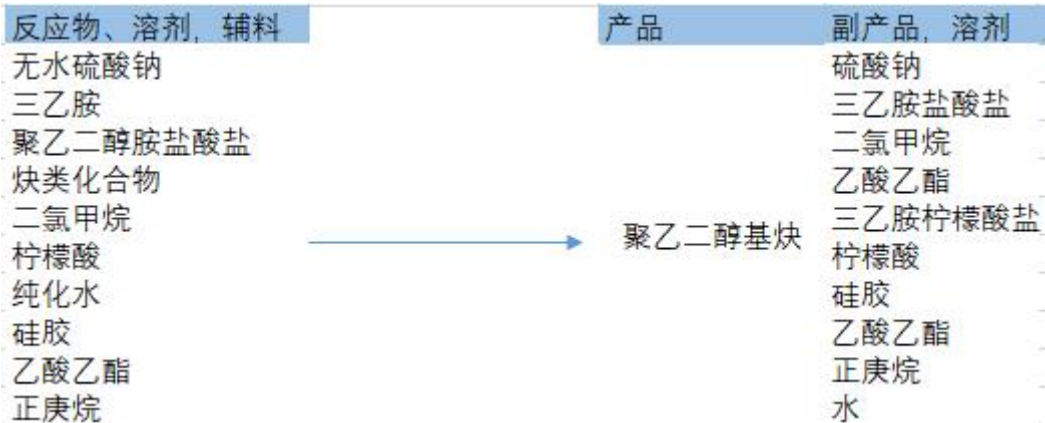 反应物、溶剂，辅料 产品 副产品，溶剂
无水硫酸钠 硫酸钠
三乙胺 三乙胺盐酸盐
聚乙二醇胺盐酸盐 二氯甲烷
炔类化合物 乙酸乙酯
二氯甲烷 聚乙二醇基炔 三乙胺柠檬酸盐
柠檬酸 柠檬酸
纯化水 硅胶
硅胶 乙酸乙酯
乙酸乙酯 正庚烷
正庚烷 水